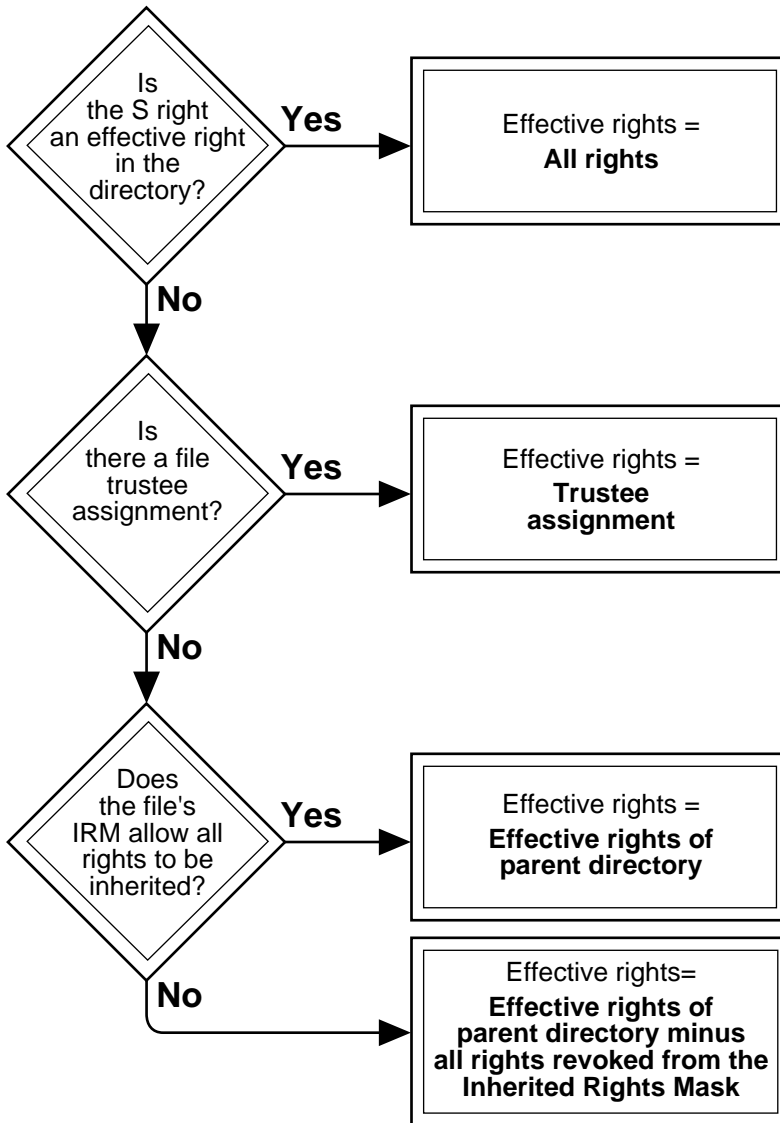 Is
the S right
an effective right
in the
directory?
Yes
Effective rights =
All rights
No
Is
there a file
trustee
assignment?
Yes
Effective rights =
Trustee
assignment
No
Does
the file's
IRM allow all
rights to be
inherited?
Yes
Effective rights =
Effective rights of
parent directory
No
Effective rights=
Effective rights of
parent directory minus
all rights revoked from the
Inherited Rights Mask